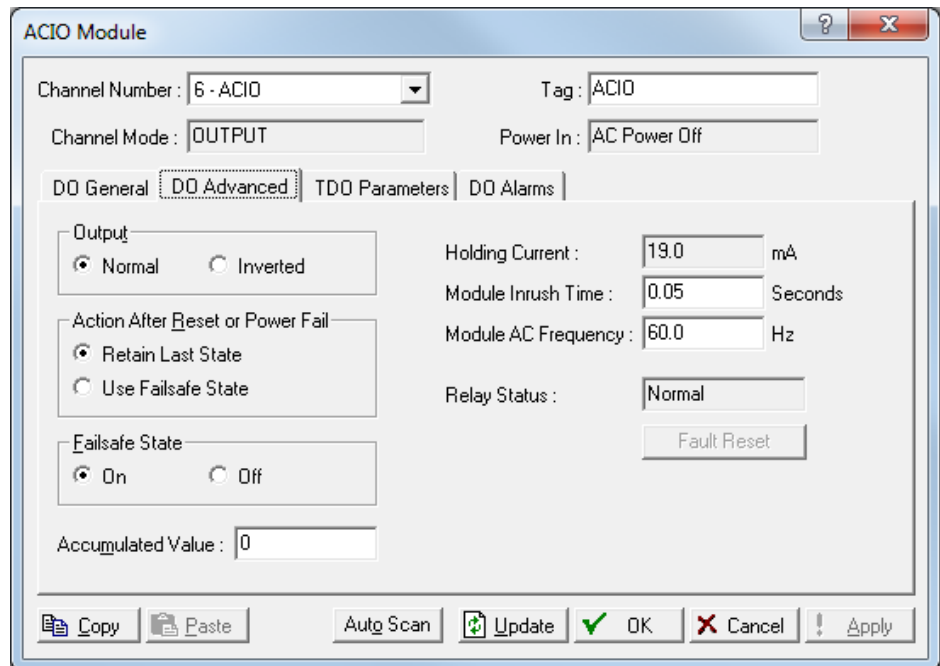 ACIO Module
Channel Number : 6 - ACIO Tag : ACIO
Channel Mode : OUTPUT Power In : AC Power Off
DO General DO Advanced TDO Parameters DO Alarms
Output
Normal Inverted
Action After Reset or Power Fail
Retain Last State
Use Failsafe State
Failsafe State
On Off
Accumulated Value : 0
Holding Current : 19.0 mA
Module Inrush Time : 0.05 Seconds
Module AC Frequency : 60.0 Hz
Relay Status : Normal
Fault Reset
Copy Paste Auto Scan Update OK Cancel ! Apply